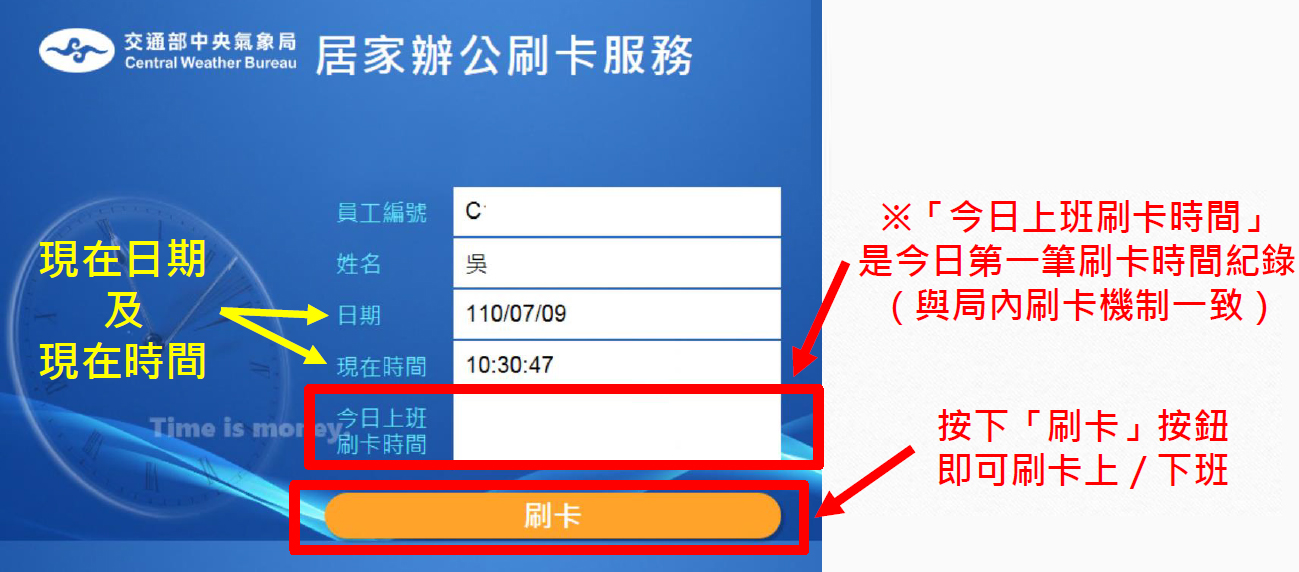 交通部中央氣象局
Central Weather Bureau
居家辦公刷卡服務
員工編號 C
姓名 吳
日期 110/07/09
現在時間 10:30:47
今日上班
刷卡時間
刷卡
Time is money.
現在日期
及
現在時間
※「今日上班刷卡時間」
是今日第一筆刷卡時間紀錄
(與局內刷卡機制一致)
按下「刷卡」按鈕
即可刷卡上/下班